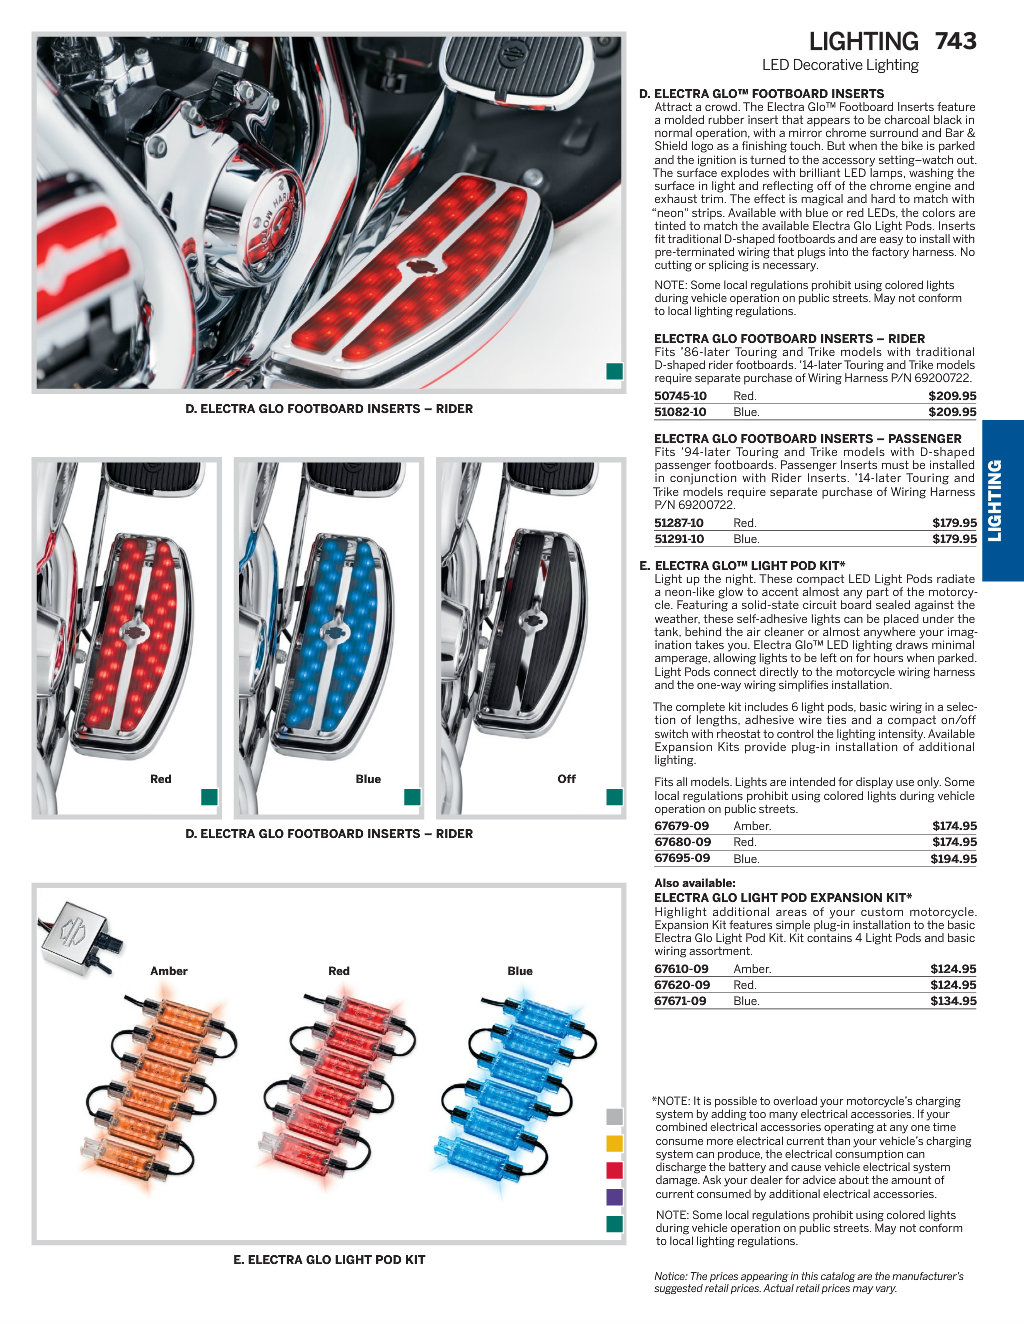 LIGHTING 743
LED Decorative Lighting
D. ELECTRA GLO™ FOOTBOARD INSERTS
Attract a crowd. The Electra Glo™ Footboard Inserts feature
a molded rubber insert that appears to be charcoal black in
normal operation, with a mirror chrome surround and Bar &
Shield logo as a finishing touch. But when the bike is parked
and the ignition is turned to the accessory setting–watch out.
The surface explodes with brilliant LED lamps, washing the
surface in light and reflecting off of the chrome engine and
exhaust trim. The effect is magical and hard to match with
“neon” strips. Available with blue or red LEDs, the colors are
tinted to match the available Electra Glo Light Pods. Inserts
fit traditional D-shaped footboards and are easy to install with
pre-terminated wiring that plugs into the factory harness. No
cutting or splicing is necessary.
NOTE: Some local regulations prohibit using colored lights
during vehicle operation on public streets. May not conform
to local lighting regulations.
ELECTRA GLO FOOTBOARD INSERTS – RIDER
Fits '86-later Touring and Trike models with traditional
D-shaped rider footboards. '14-later Touring and Trike models
require separate purchase of Wiring Harness P/N 69200722.
50745-10 Red. $209.95
51082-10 Blue. $209.95
ELECTRA GLO FOOTBOARD INSERTS – PASSENGER
Fits '94-later Touring and Trike models with D-shaped
passenger footboards. Passenger Inserts must be installed
in conjunction with Rider Inserts. '14-later Touring and
Trike models require separate purchase of Wiring Harness
P/N 69200722.
51287-10 Red. $179.95
51291-10 Blue. $179.95
E. ELECTRA GLO™ LIGHT POD KIT*
Light up the night. These compact LED Light Pods radiate
a neon-like glow to accent almost any part of the motorcy-
cle. Featuring a solid-state circuit board sealed against the
weather, these self-adhesive lights can be placed under the
tank, behind the air cleaner or almost anywhere your imag-
ination takes you. Electra Glo™ LED lighting draws minimal
amperage, allowing lights to be left on for hours when parked.
Light Pods connect directly to the motorcycle wiring harness
and the one-way wiring simplifies installation.
The complete kit includes 6 light pods, basic wiring in a selec-
tion of lengths, adhesive wire ties and a compact on/off
switch with rheostat to control the lighting intensity. Available
Expansion Kits provide plug-in installation of additional
lighting.
Fits all models. Lights are intended for display use only. Some
local regulations prohibit using colored lights during vehicle
operation on public streets.
67679-09 Amber. $174.95
67680-09 Red. $174.95
67695-09 Blue. $194.95
Also available:
ELECTRA GLO LIGHT POD EXPANSION KIT*
Highlight additional areas of your custom motorcycle.
Expansion Kit features simple plug-in installation to the basic
Electra Glo Light Pod Kit. Kit contains 4 Light Pods and basic
wiring assortment.
67610-09 Amber. $124.95
67620-09 Red. $124.95
67671-09 Blue. $134.95
*NOTE: It is possible to overload your motorcycle's charging
system by adding too many electrical accessories. If your
combined electrical accessories operating at any one time
consume more electrical current than your vehicle's charging
system can produce, the electrical consumption can
discharge the battery and cause vehicle electrical system
damage. Ask your dealer for advice about the amount of
current consumed by additional electrical accessories.
NOTE: Some local regulations prohibit using colored lights
during vehicle operation on public streets. May not conform
to local lighting regulations.
Notice: The prices appearing in this catalog are the manufacturer's
suggested retail prices. Actual retail prices may vary.
LIGHTING
D. ELECTRA GLO FOOTBOARD INSERTS – RIDER
Red
Blue
Off
D. ELECTRA GLO FOOTBOARD INSERTS – RIDER
Amber
Red
Blue
E. ELECTRA GLO LIGHT POD KIT